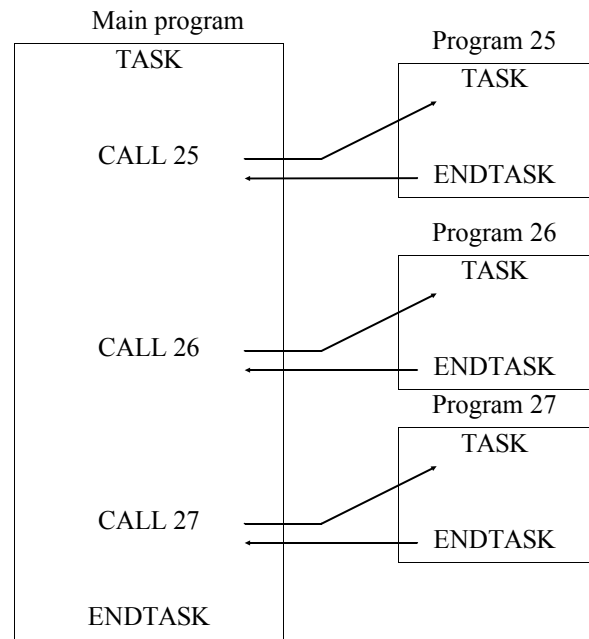 Main program
TASK
CALL 25
CALL 26
CALL 27
ENDTASK
Program 25
TASK
ENDTASK
Program 26
TASK
ENDTASK
Program 27
TASK
ENDTASK